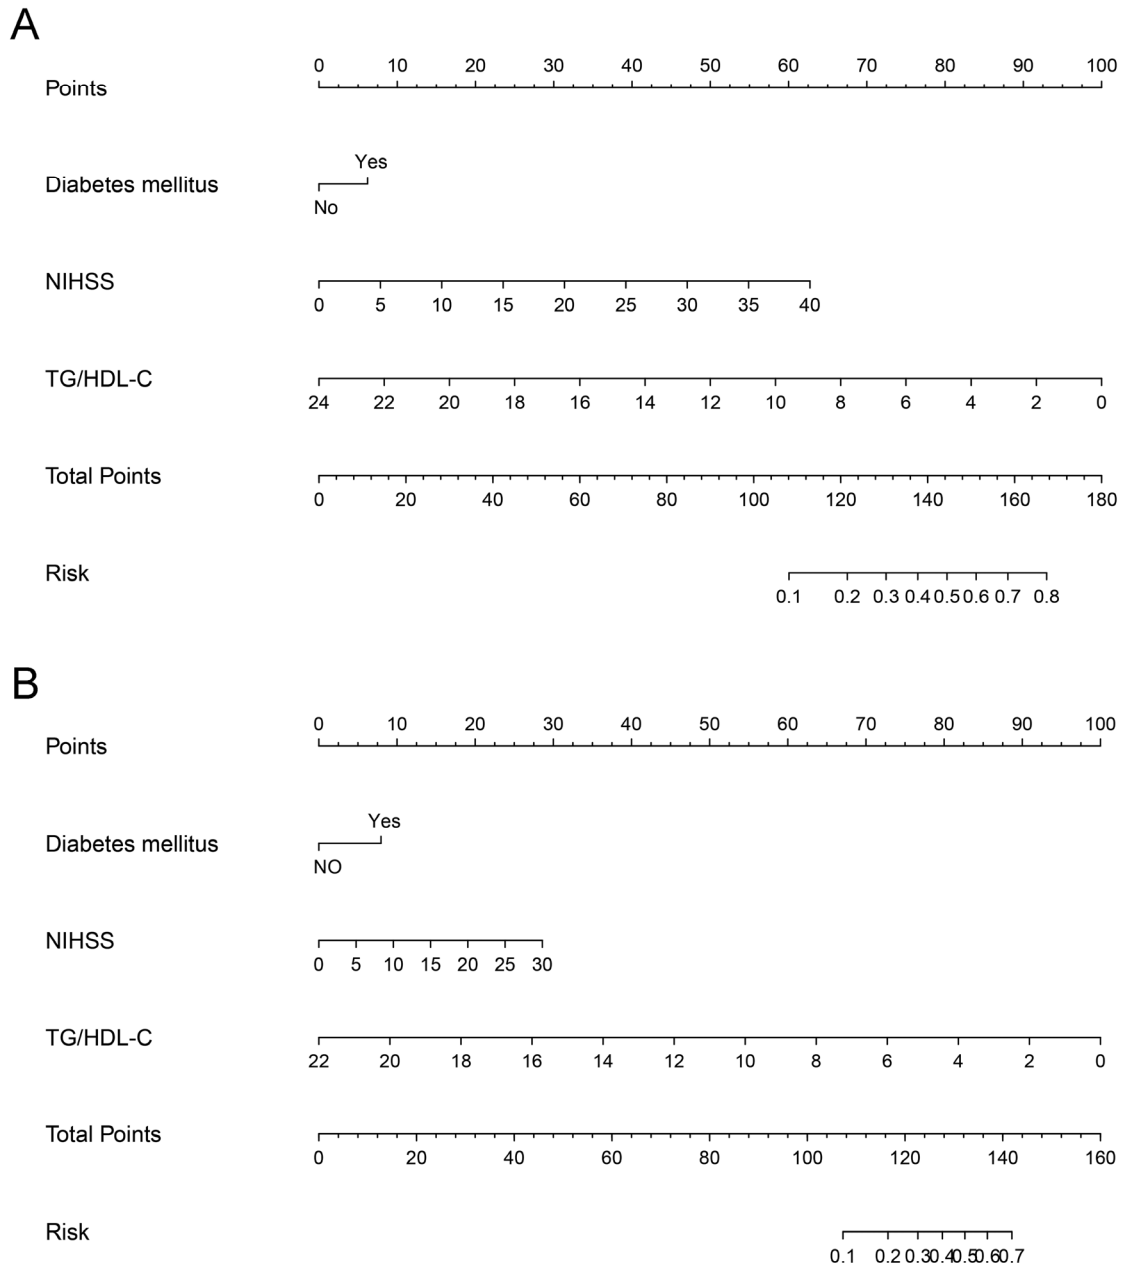 A
0 10 20 30 40 50 60 70 80 90 100
Points
Yes
Diabetes mellitus
No
NIHSS
0 5 10 15 20 25 30 35 40
TG/HDL-C
24 22 20 18 16 14 12 10 8 6 4 2 0
Total Points
0 20 40 60 80 100 120 140 160 180
Risk
0.1 0.2 0.3 0.4 0.5 0.6 0.7 0.8
B
0 10 20 30 40 50 60 70 80 90 100
Points
Yes
Diabetes mellitus
NO
NIHSS
0 5 10 15 20 25 30
TG/HDL-C
22 20 18 16 14 12 10 8 6 4 2 0
Total Points
0 20 40 60 80 100 120 140 160
Risk
0.1 0.2 0.3 0.4 0.5 0.6 0.7